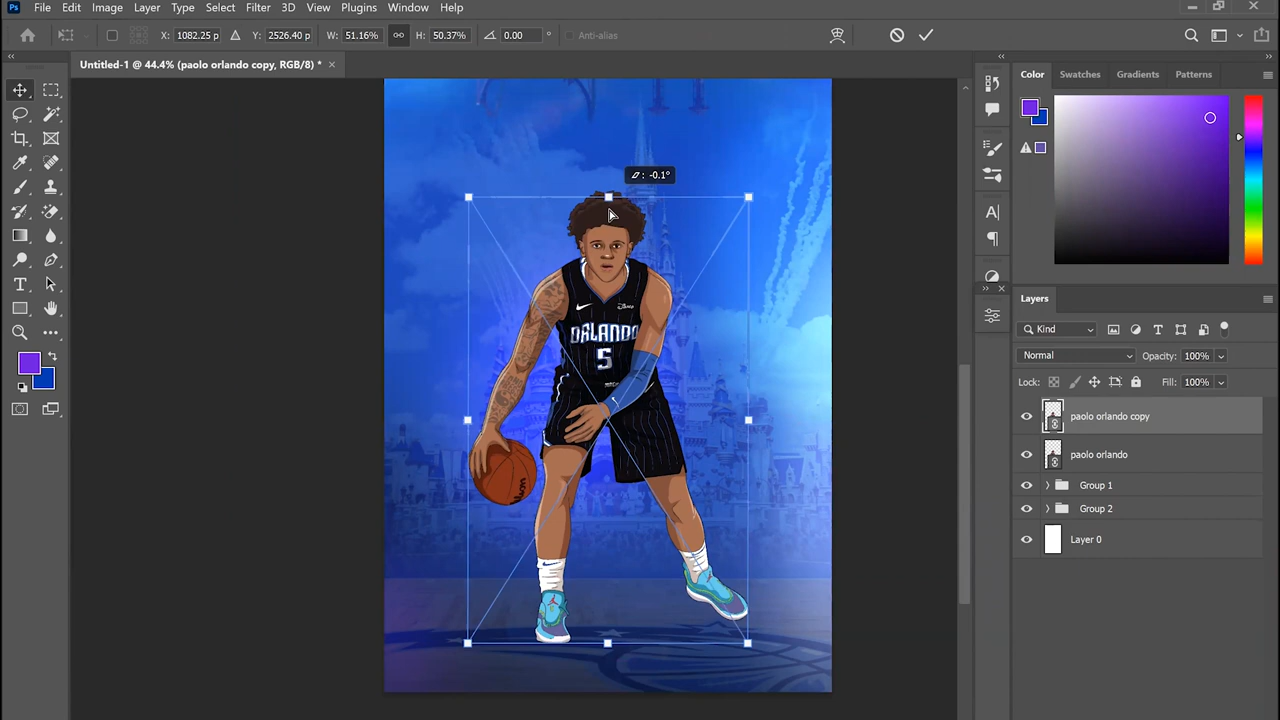 Ps File Edit Image Layer Type Select Filter 3D View Plugins Window Help
X: 1082.25 p Y: 2526.40 p W: 51.16% H: 50.37% 0.00 ° Anti-alias
Untitled-1 @ 44.4% (paolo orlando copy, RGB/8) * ×
Color Swatches Gradients Patterns
: -0.1°
Disney
ORLANDO
5
Layers
Kind
Normal Opacity: 100%
Lock: Fill: 100%
paolo orlando copy
paolo orlando
Group 1
Group 2
Layer 0